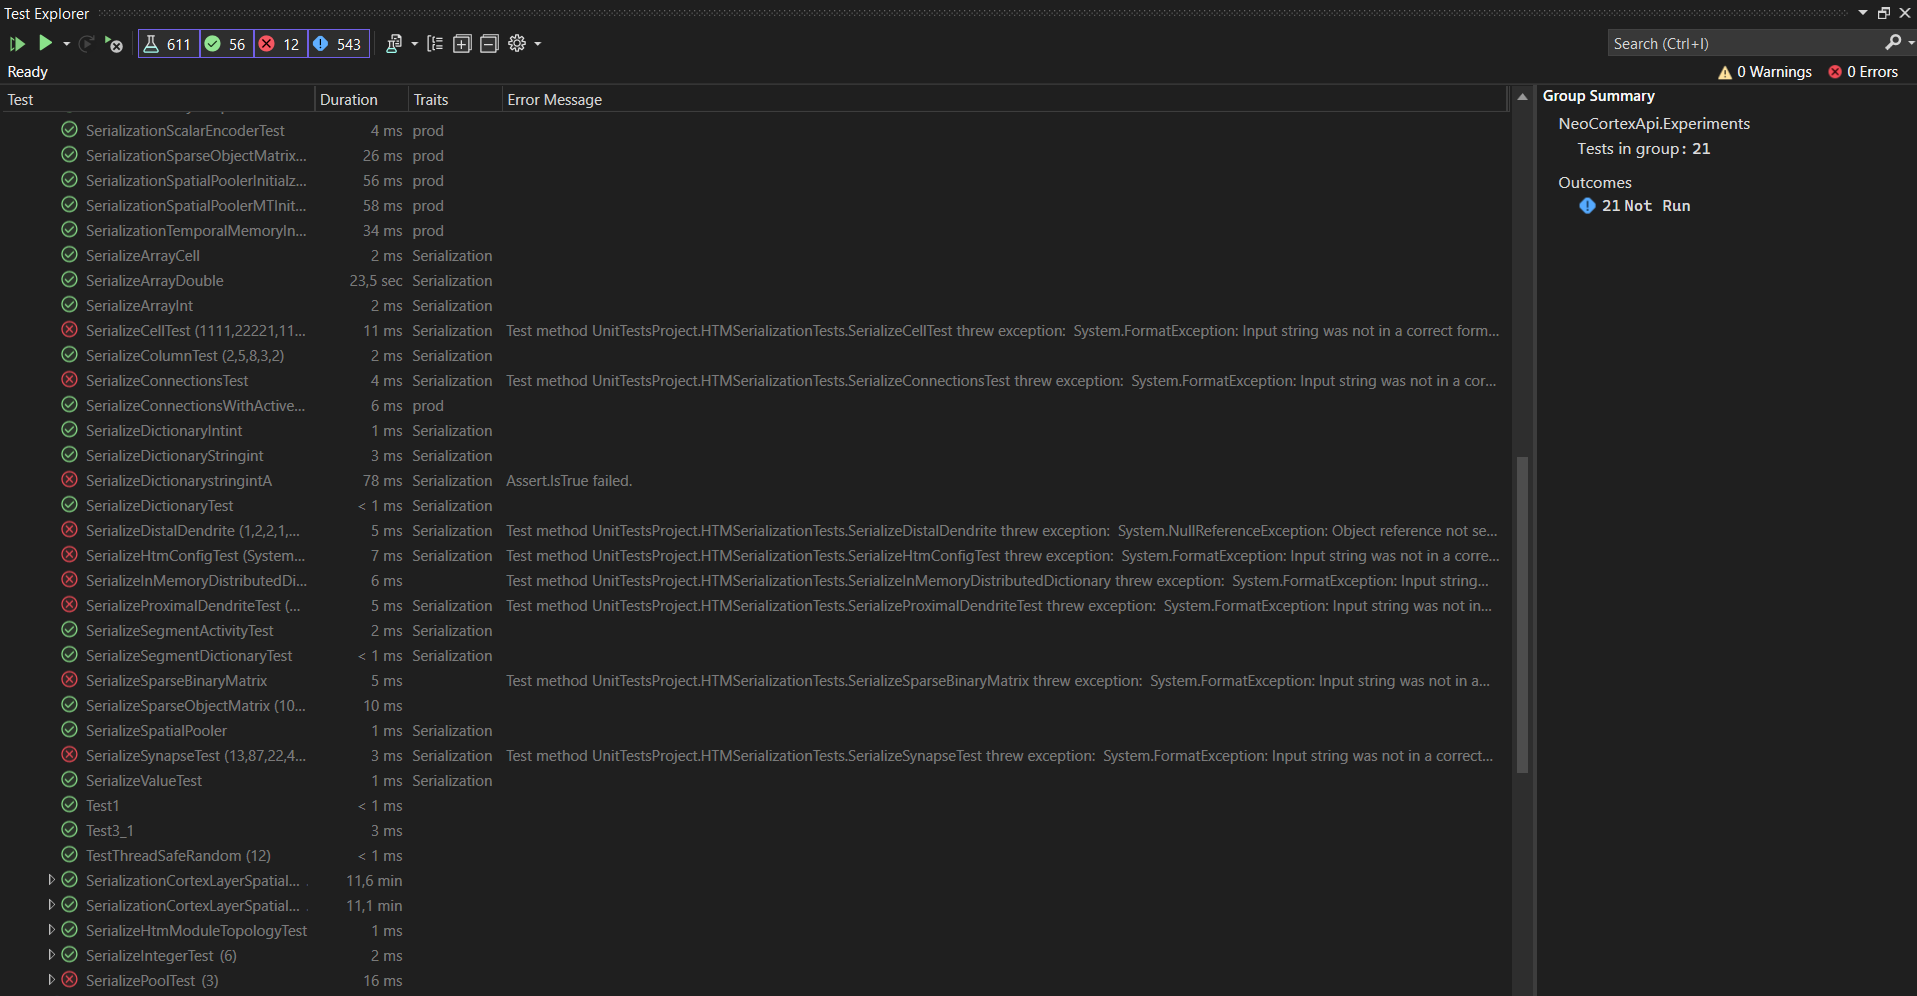 Test Explorer
611 56 12 543
Search (Ctrl+I)
Ready
0 Warnings 0 Errors
Test Duration Traits Error Message
SerializationScalarEncoderTest 4 ms prod
SerializationSparseObjectMatrix... 26 ms prod
SerializationSpatialPoolerInitialz... 56 ms prod
SerializationSpatialPoolerMTInit... 58 ms prod
SerializationTemporalMemoryIn... 34 ms prod
SerializeArrayCell 2 ms Serialization
SerializeArrayDouble 23,5 sec Serialization
SerializeArrayInt 2 ms Serialization
SerializeCellTest (1111,22221,11... 11 ms Serialization Test method UnitTestsProject.HTMSerializationTests.SerializeCellTest threw exception: System.FormatException: Input string was not in a correct form...
SerializeColumnTest (2,5,8,3,2) 2 ms Serialization
SerializeConnectionsTest 4 ms Serialization Test method UnitTestsProject.HTMSerializationTests.SerializeConnectionsTest threw exception: System.FormatException: Input string was not in a cor...
SerializeConnectionsWithActive... 6 ms prod
SerializeDictionaryIntint 1 ms Serialization
SerializeDictionaryStringint 3 ms Serialization
SerializeDictionarystringintA 78 ms Serialization Assert.IsTrue failed.
SerializeDictionaryTest < 1 ms Serialization
SerializeDistalDendrite (1,2,2,1,... 5 ms Serialization Test method UnitTestsProject.HTMSerializationTests.SerializeDistalDendrite threw exception: System.NullReferenceException: Object reference not se...
SerializeHtmConfigTest (System... 7 ms Serialization Test method UnitTestsProject.HTMSerializationTests.SerializeHtmConfigTest threw exception: System.FormatException: Input string was not in a corre...
SerializeInMemoryDistributedDi... 6 ms Test method UnitTestsProject.HTMSerializationTests.SerializeInMemoryDistributedDictionary threw exception: System.FormatException: Input string...
SerializeProximalDendriteTest (... 5 ms Serialization Test method UnitTestsProject.HTMSerializationTests.SerializeProximalDendriteTest threw exception: System.FormatException: Input string was not in...
SerializeSegmentActivityTest 2 ms Serialization
SerializeSegmentDictionaryTest < 1 ms Serialization
SerializeSparseBinaryMatrix 5 ms Test method UnitTestsProject.HTMSerializationTests.SerializeSparseBinaryMatrix threw exception: System.FormatException: Input string was not in a...
SerializeSparseObjectMatrix (10... 10 ms
SerializeSpatialPooler 1 ms Serialization
SerializeSynapseTest (13,87,22,4... 3 ms Serialization Test method UnitTestsProject.HTMSerializationTests.SerializeSynapseTest threw exception: System.FormatException: Input string was not in a correct...
SerializeValueTest 1 ms Serialization
Test1 < 1 ms
Test3_1 3 ms
TestThreadSafeRandom (12) < 1 ms
SerializationCortexLayerSpatial... 11,6 min
SerializationCortexLayerSpatial... 11,1 min
SerializeHtmModuleTopologyTest 1 ms
SerializeIntegerTest (6) 2 ms
SerializePoolTest (3) 16 ms
Group Summary
NeoCortexApi.Experiments
Tests in group: 21
Outcomes
21 Not Run